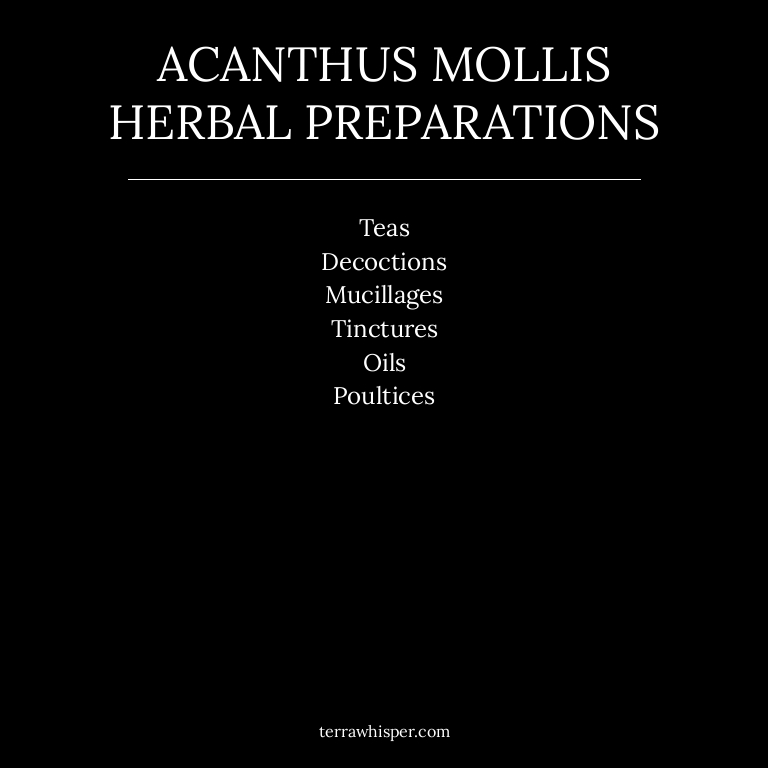 ACANTHUS MOLLIS
HERBAL PREPARATIONS
Teas
Decoctions
Mucillages
Tinctures
Oils
Poultices
terrawhisper.com